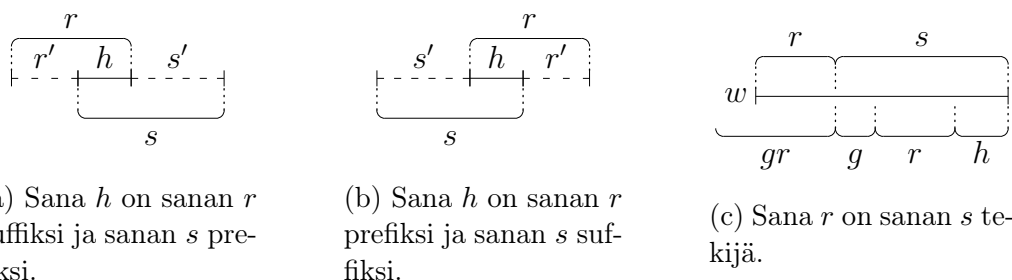 r
r′ h s′
s
a) Sana h on sanan r
uffiksi ja sanan s pre-
ksi.
r
s′ h r′
s
(b) Sana h on sanan r
prefiksi ja sanan s suf-
fiksi.
r s
w
gr g r h
(c) Sana r on sanan s te-
kijä.